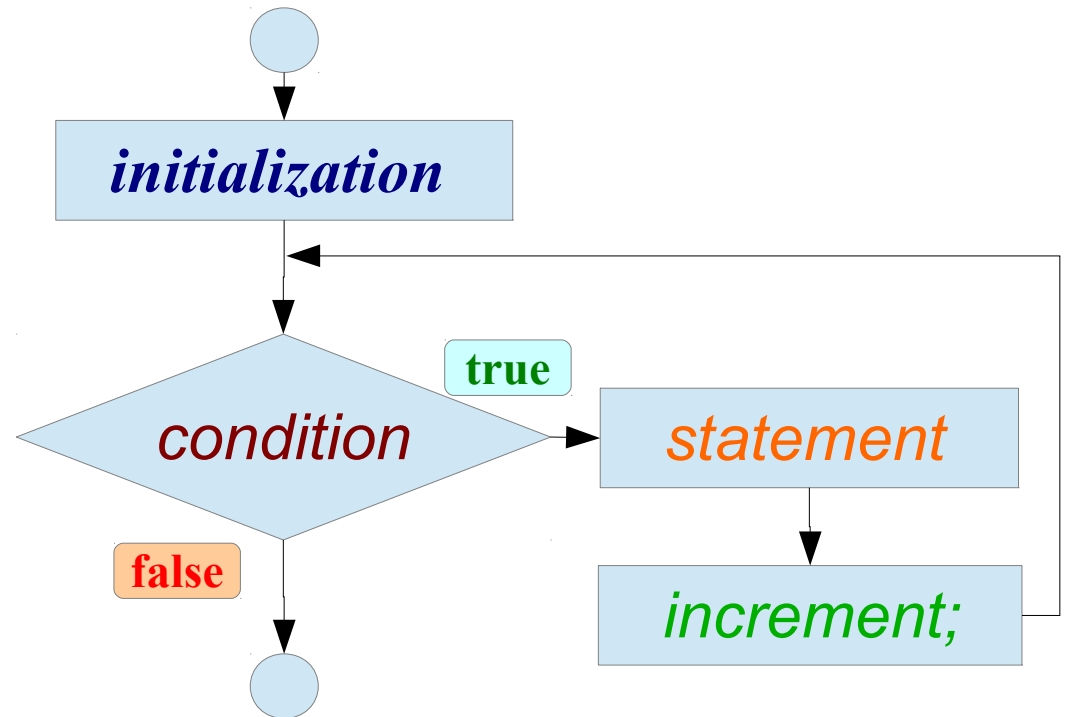 initialization
true
condition
statement
false
increment;